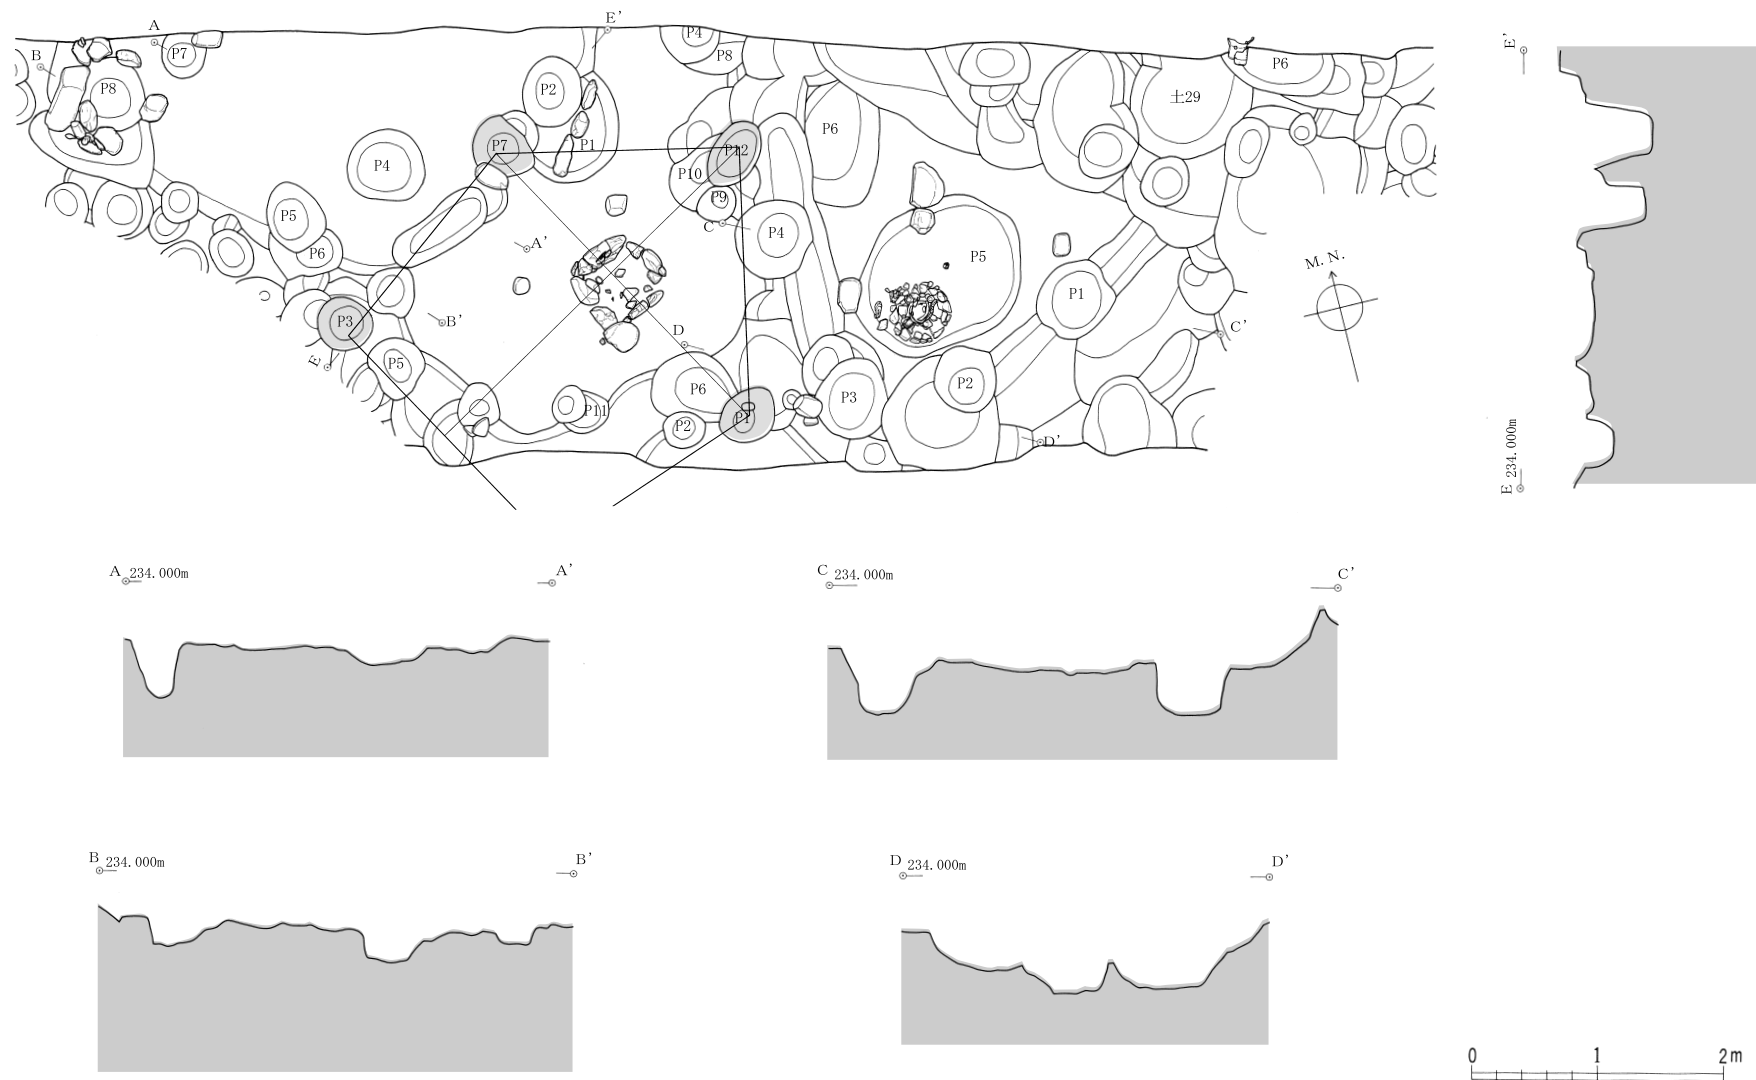 E'
A
P4
B
P7
P8
P6
P8
P2
土29
P6
P7
P1
P12
P4
P10
P9
P5
C
P4
P6
A'
P5
M. N.
P1
P3
B'
D
C'
E
P5
P2
P6
P3
P11
P1
P2
D'
E'
E 234.000m
A 234.000m
A'
C 234.000m
C'
B 234.000m
B'
D 234.000m
D'
0 1 2m